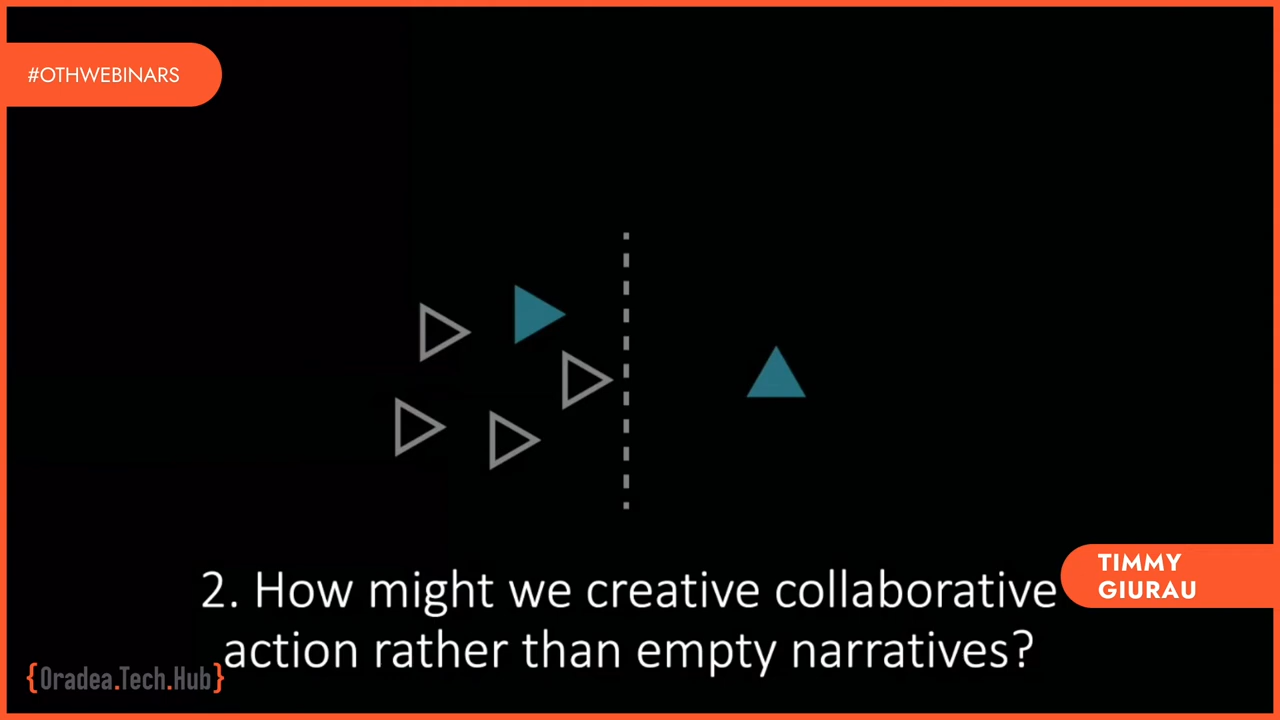 #OTHWEBINARS
TIMMY
GIURAU
2. How might we creative collaborative
action rather than empty narratives?
{Oradea.Tech.Hub}